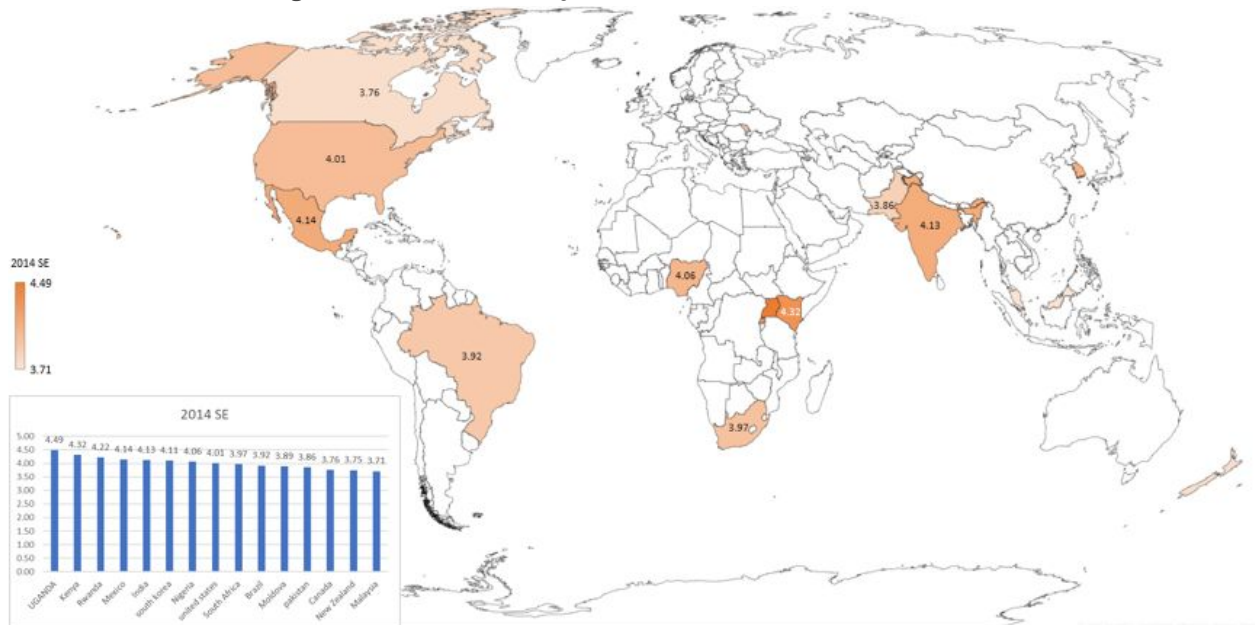 3.76
4.01
4.14
3.86
4.13
4.06
4.32
3.92
3.97
2014 SE
4.49
3.71
2014 SE
5.00
4.50
4.00
3.50
3.00
2.50
2.00
1.50
1.00
0.50
0.00
4.49 4.32 4.22 4.14 4.13 4.11 4.06 4.01 3.97 3.92 3.89 3.86 3.76 3.75 3.71
UGANDA
Kenya
Rwanda
Mexico
India
south korea
Nigeria
united states
South Africa
Brazil
Moldova
pakistan
Canada
New Zealand
Malaysia